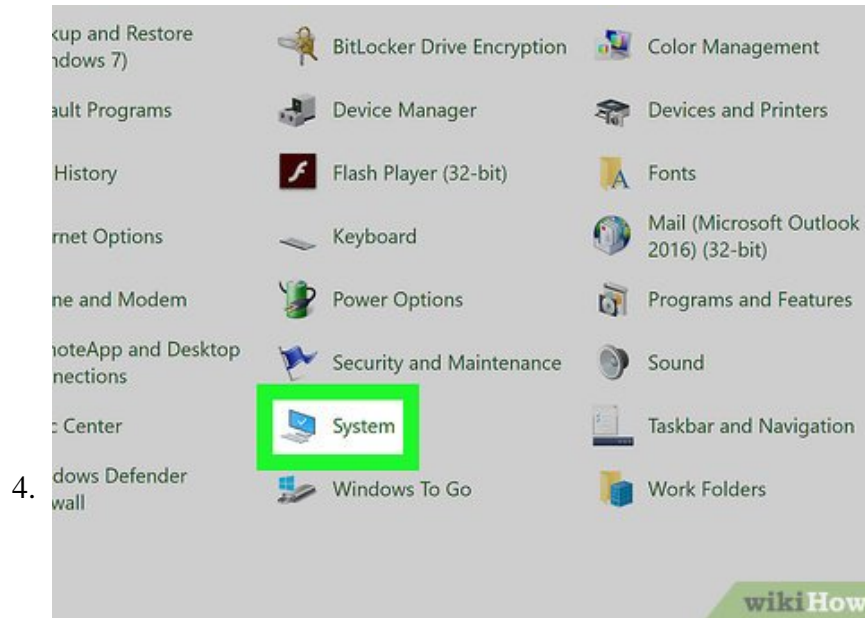 kup and Restore
ndows 7)
BitLocker Drive Encryption
Color Management
ault Programs
Device Manager
Devices and Printers
History
Flash Player (32-bit)
Fonts
rnet Options
Keyboard
Mail (Microsoft Outlook
2016) (32-bit)
ne and Modem
Power Options
Programs and Features
noteApp and Desktop
nnections
Security and Maintenance
Sound
c Center
System
Taskbar and Navigation
4.
dows Defender
wall
Windows To Go
Work Folders
wikiHow